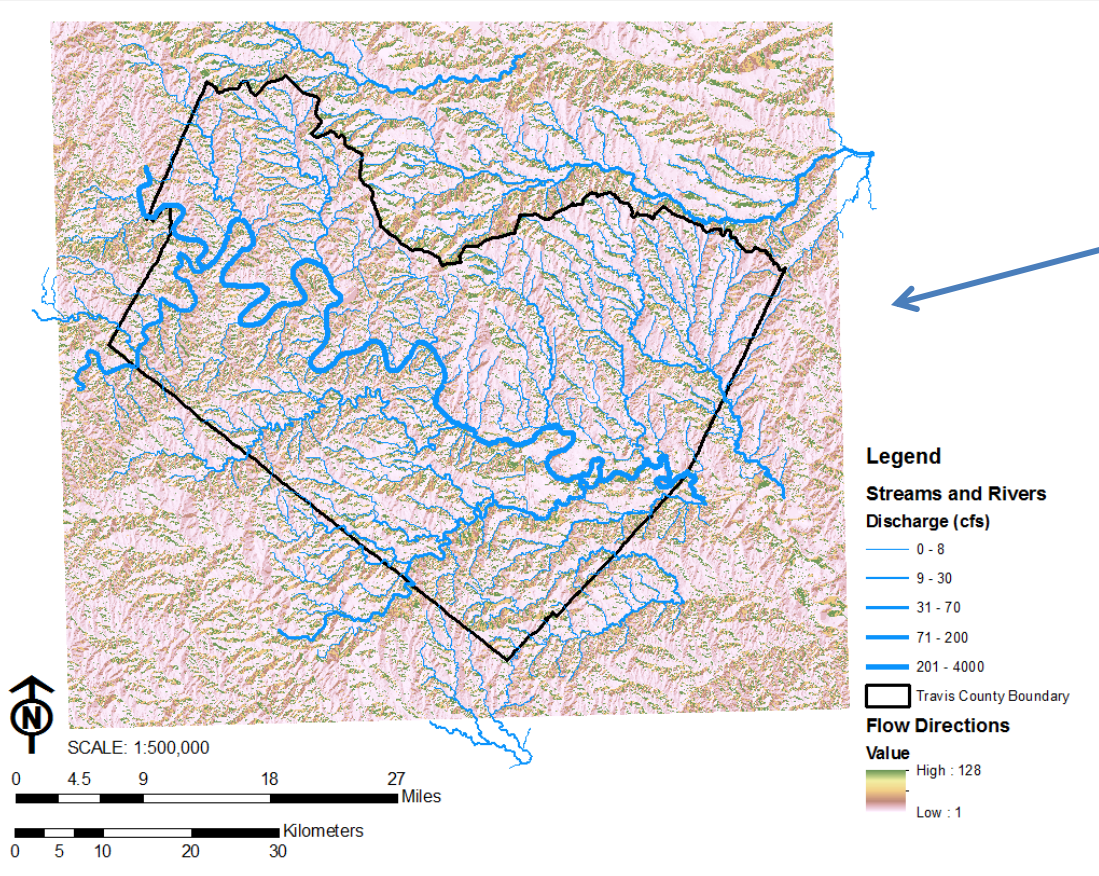 Legend
Streams and Rivers
Discharge (cfs)
0 - 8
9 - 30
31 - 70
71 - 200
201 - 4000
Travis County Boundary
Flow Directions
Value
High : 128
Low : 1
N
SCALE: 1:500,000
0 4.5 9 18 27
Miles
Kilometers
0 5 10 20 30